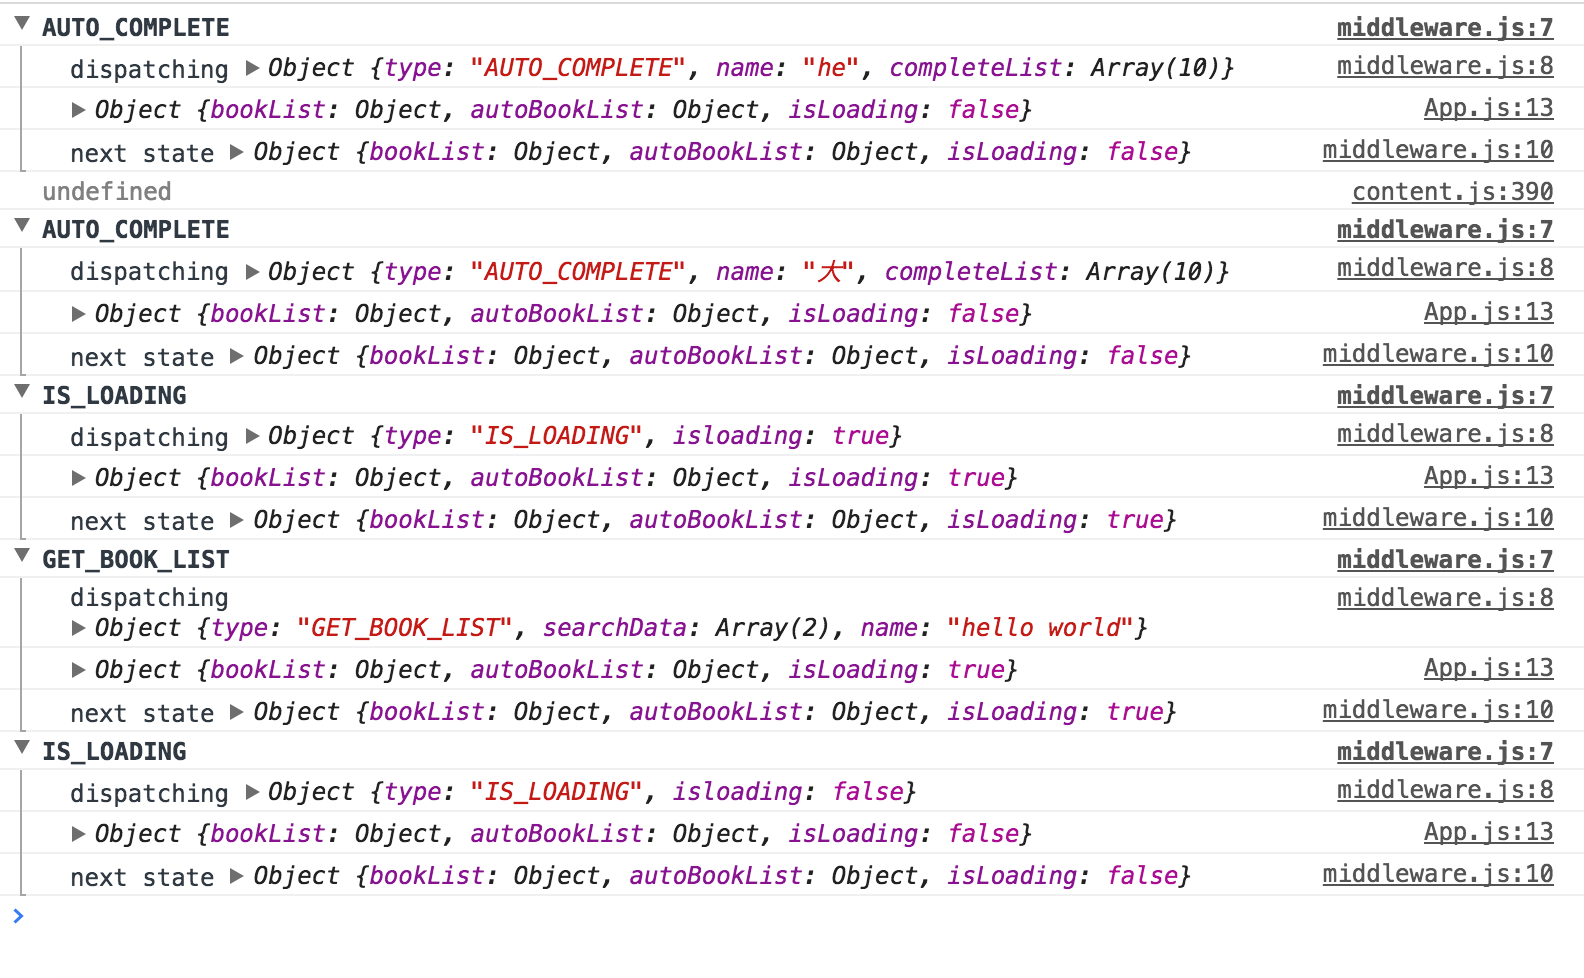 ▼ AUTO_COMPLETE middleware.js:7
dispatching ▶ Object {type: "AUTO_COMPLETE", name: "he", completeList: Array(10)} middleware.js:8
▶ Object {bookList: Object, autoBookList: Object, isLoading: false} App.js:13
next state ▶ Object {bookList: Object, autoBookList: Object, isLoading: false} middleware.js:10
undefined content.js:390
▼ AUTO_COMPLETE middleware.js:7
dispatching ▶ Object {type: "AUTO_COMPLETE", name: "大", completeList: Array(10)} middleware.js:8
▶ Object {bookList: Object, autoBookList: Object, isLoading: false} App.js:13
next state ▶ Object {bookList: Object, autoBookList: Object, isLoading: false} middleware.js:10
▼ IS_LOADING middleware.js:7
dispatching ▶ Object {type: "IS_LOADING", isloading: true} middleware.js:8
▶ Object {bookList: Object, autoBookList: Object, isLoading: true} App.js:13
next state ▶ Object {bookList: Object, autoBookList: Object, isLoading: true} middleware.js:10
▼ GET_BOOK_LIST middleware.js:7
dispatching middleware.js:8
▶ Object {type: "GET_BOOK_LIST", searchData: Array(2), name: "hello world"}
▶ Object {bookList: Object, autoBookList: Object, isLoading: true} App.js:13
next state ▶ Object {bookList: Object, autoBookList: Object, isLoading: true} middleware.js:10
▼ IS_LOADING middleware.js:7
dispatching ▶ Object {type: "IS_LOADING", isloading: false} middleware.js:8
▶ Object {bookList: Object, autoBookList: Object, isLoading: false} App.js:13
next state ▶ Object {bookList: Object, autoBookList: Object, isLoading: false} middleware.js:10